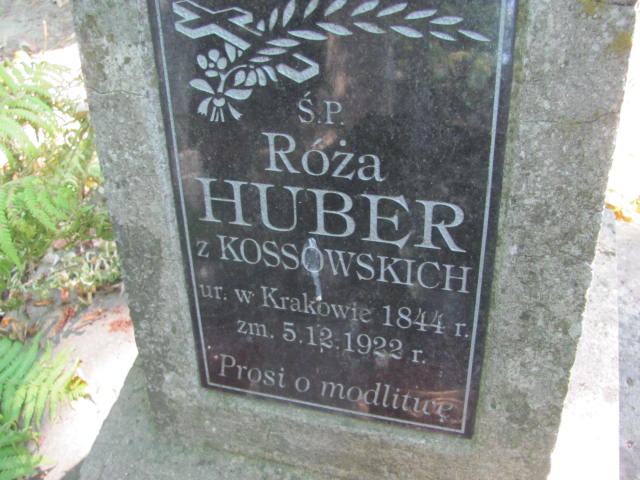 Ś.P.
Róża
HUBER
z KOSSOWSKICH
ur. w Krakowie 1844 r.
zm. 5.12.1922 r.
Prosi o modlitwę